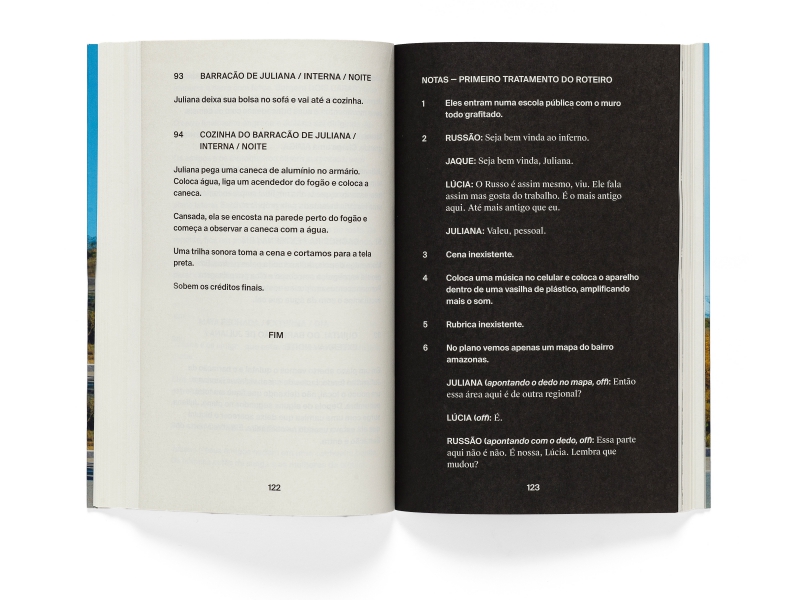 93 BARRACÃO DE JULIANA / INTERNA / NOITE
Juliana deixa sua bolsa no sofá e vai até a cozinha.
94 COZINHA DO BARRACÃO DE JULIANA /
INTERNA / NOITE
Juliana pega uma caneca de alumínio no armário.
Coloca água, liga um acendedor do fogão e coloca a
caneca.
Cansada, ela se encosta na parede perto do fogão e
começa a observar a caneca com a água.
Uma trilha sonora toma a cena e cortamos para a tela
preta.
Sobem os créditos finais.
FIM
122
NOTAS — PRIMEIRO TRATAMENTO DO ROTEIRO
1 Eles entram numa escola pública com o muro
todo grafitado.
2 RUSSÃO: Seja bem vinda ao inferno.
JAQUE: Seja bem vinda, Juliana.
LÚCIA: O Russo é assim mesmo, viu. Ele fala
assim mas gosta do trabalho. É o mais antigo
aqui. Até mais antigo que eu.
JULIANA: Valeu, pessoal.
3 Cena inexistente.
4 Coloca uma música no celular e coloca o aparelho
dentro de uma vasilha de plástico, amplificando
mais o som.
5 Rubrica inexistente.
6 No plano vemos apenas um mapa do bairro
amazonas.
JULIANA (apontando o dedo no mapa, off): Então
essa área aqui é de outra regional?
LÚCIA (off): É.
RUSSÃO (apontando com o dedo, off): Essa parte
aqui não é não. É nossa, Lúcia. Lembra que
mudou?
123